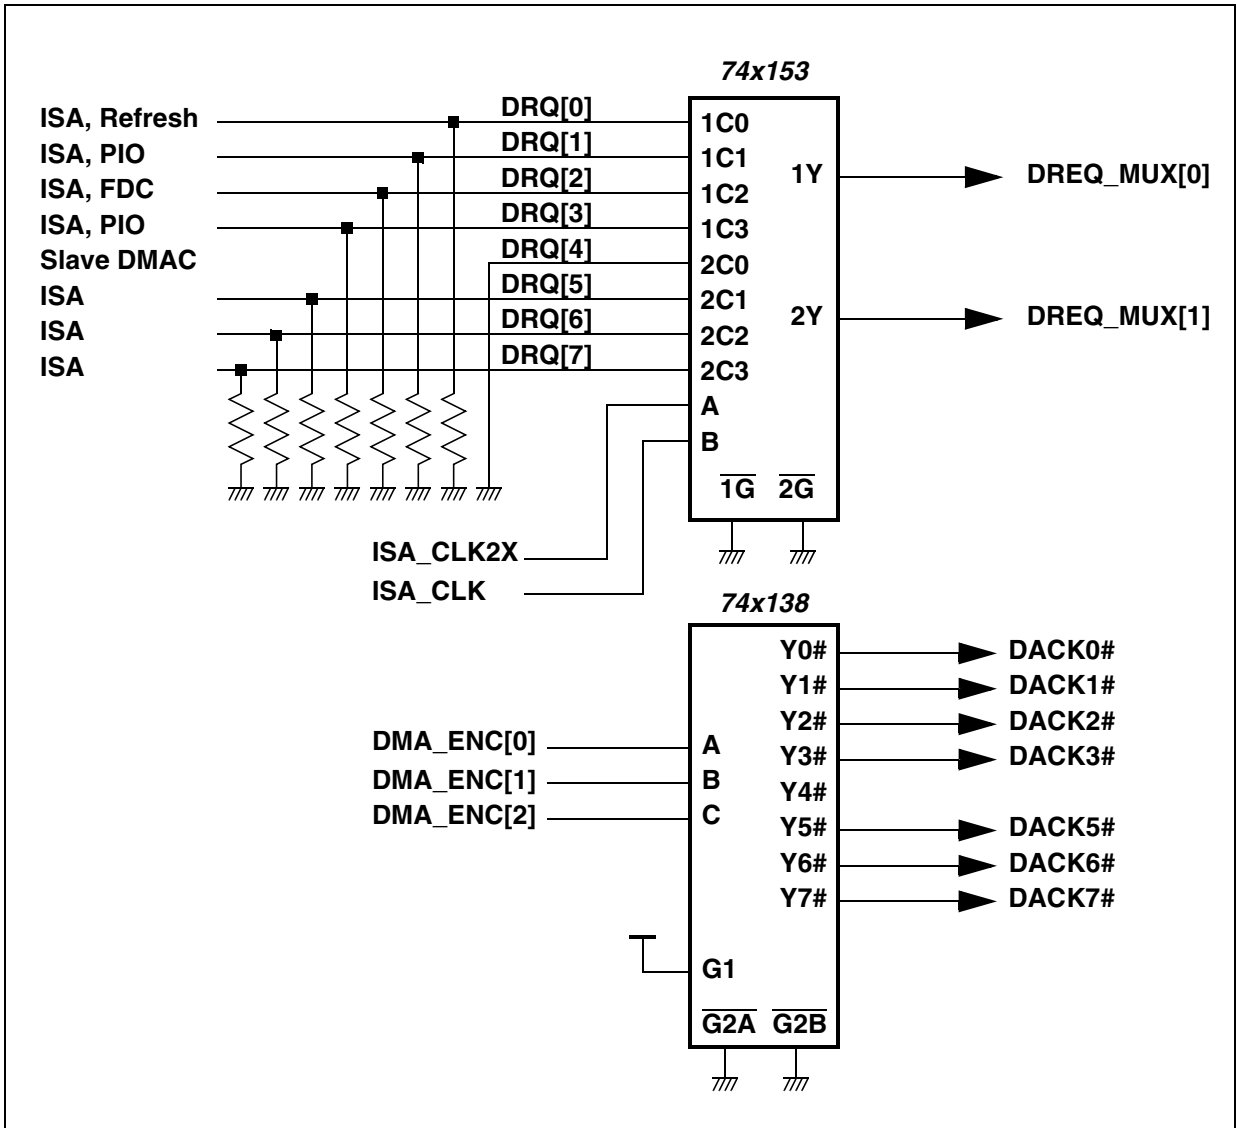 74x153
ISA, Refresh DRQ[0] 1C0
ISA, PIO DRQ[1] 1C1
1Y DREQ_MUX[0]
ISA, FDC DRQ[2] 1C2
ISA, PIO DRQ[3] 1C3
Slave DMAC DRQ[4] 2C0
ISA DRQ[5] 2C1
2Y DREQ_MUX[1]
ISA DRQ[6] 2C2
ISA DRQ[7] 2C3
A
B
1G 2G
ISA_CLK2X
ISA_CLK
74x138
Y0# DACK0#
Y1# DACK1#
Y2# DACK2#
DMA_ENC[0] A Y3# DACK3#
DMA_ENC[1] B Y4#
DMA_ENC[2] C Y5# DACK5#
Y6# DACK6#
Y7# DACK7#
G1
G2A G2B